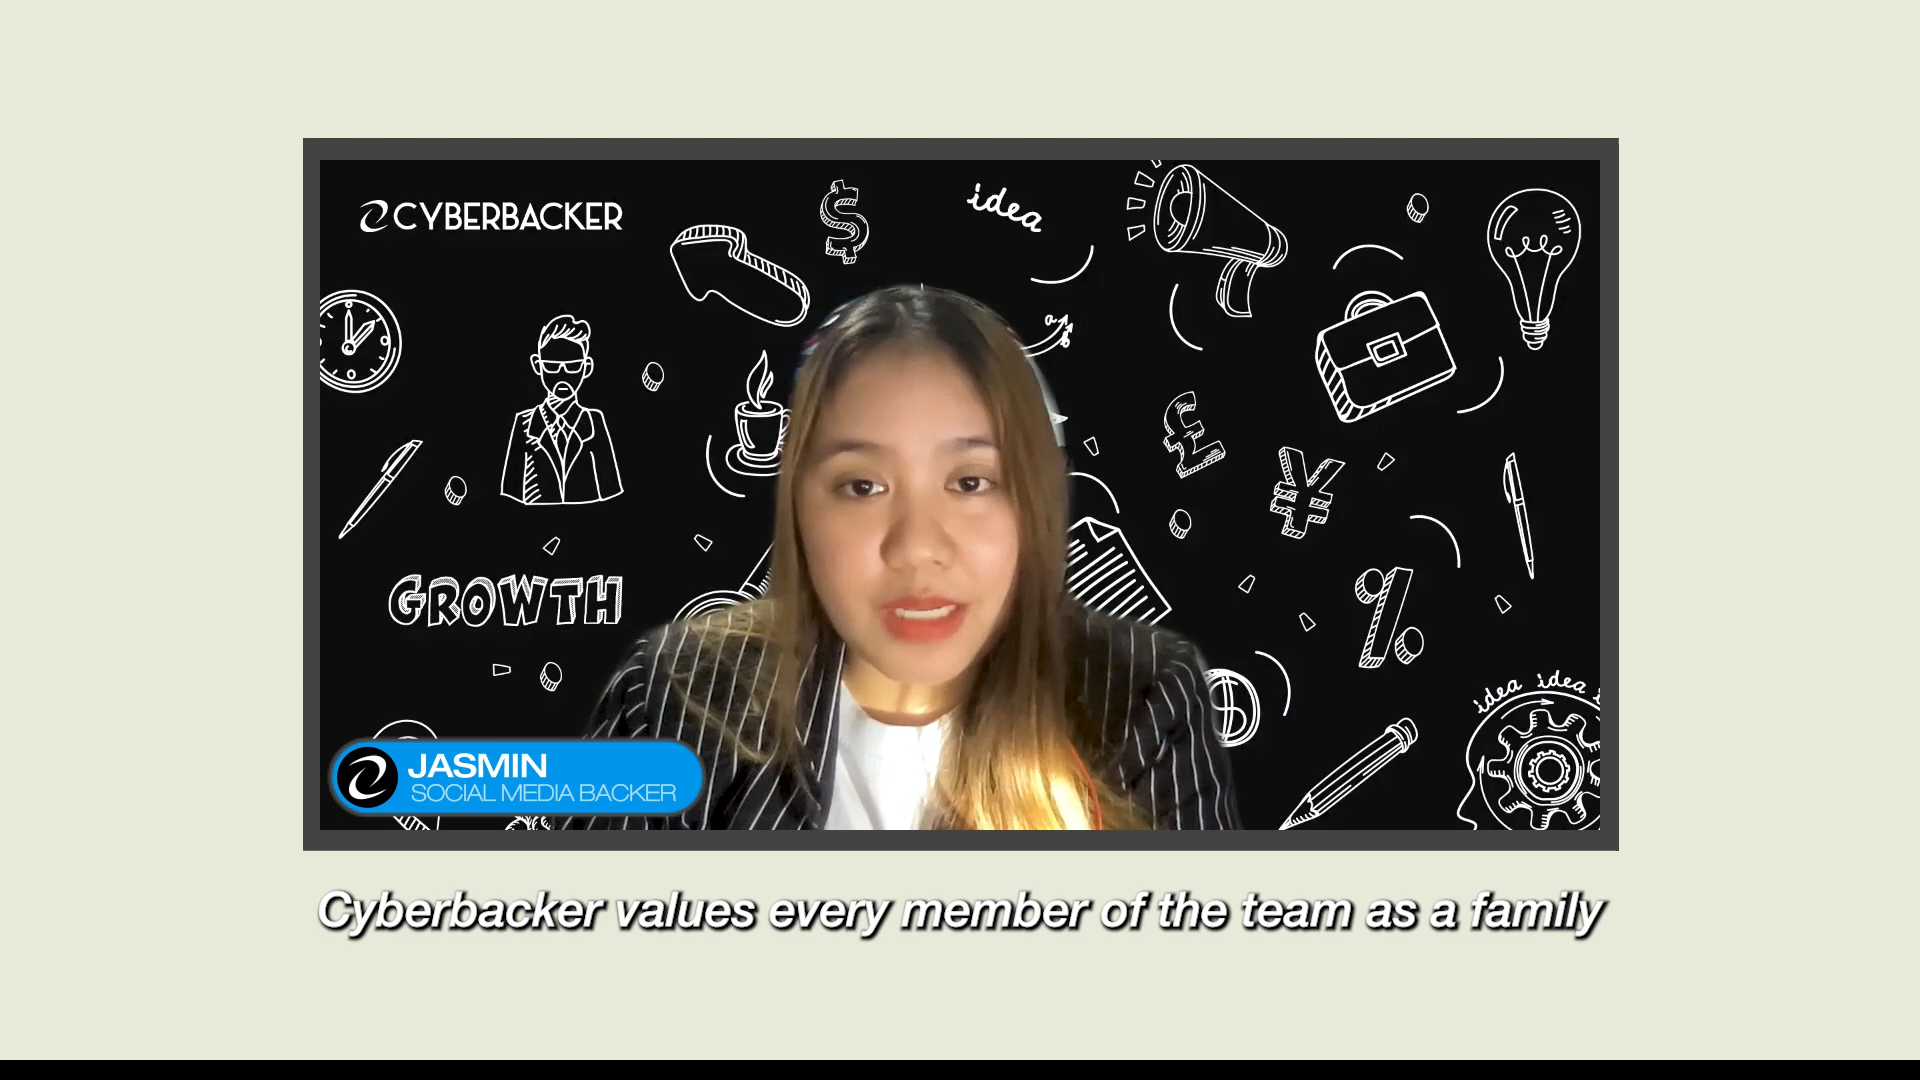 CYBERBACKER
$
idea
a
b
£
¥
GROWTH
%
$
idea idea
JASMIN
SOCIAL MEDIA BACKER
Cyberbacker values every member of the team as a family